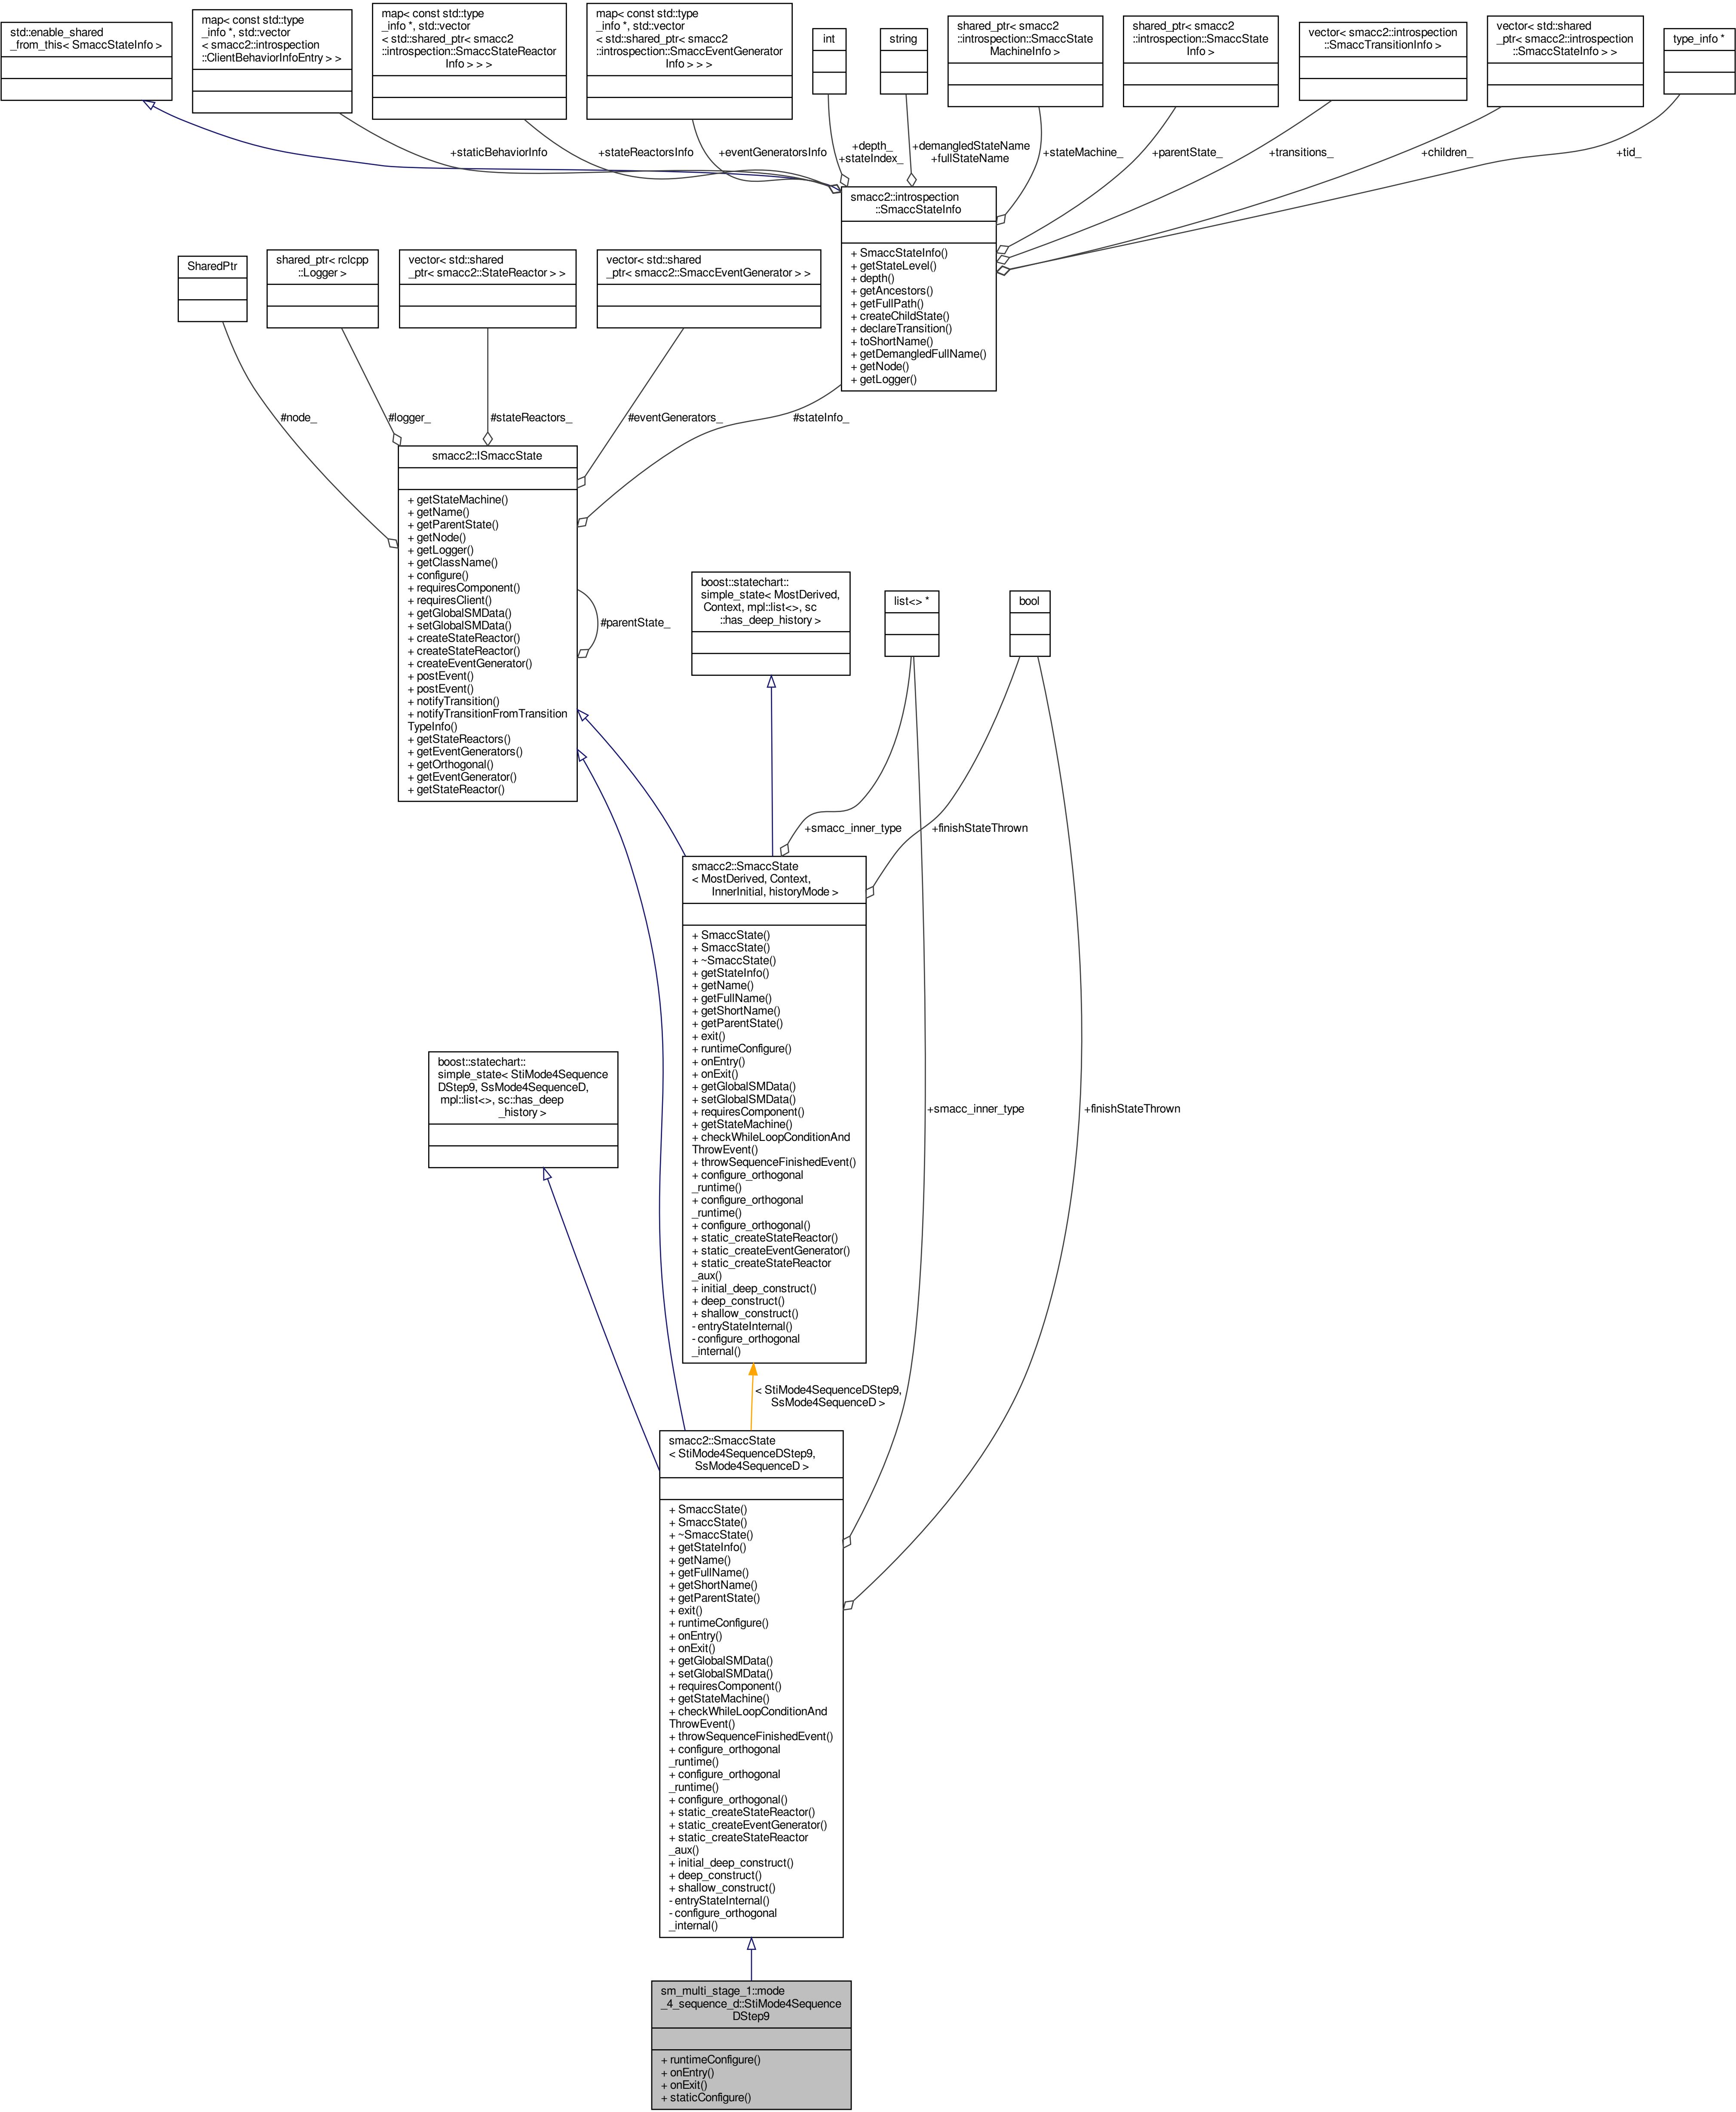 std::enable_shared
_from_this< SmaccStateInfo >
map< const std::type
_info *, std::vector
< smacc2::introspection
::ClientBehaviorInfoEntry > >
map< const std::type
_info *, std::vector
< std::shared_ptr< smacc2
::introspection::SmaccStateReactor
Info > > >
map< const std::type
_info *, std::vector
< std::shared_ptr< smacc2
::introspection::SmaccEventGenerator
Info > > >
int
string
shared_ptr< smacc2
::introspection::SmaccState
MachineInfo >
shared_ptr< smacc2
::introspection::SmaccState
Info >
vector< smacc2::introspection
::SmaccTransitionInfo >
vector< std::shared
_ptr< smacc2::introspection
::SmaccStateInfo > >
type_info *
+staticBehaviorInfo
+stateReactorsInfo
+eventGeneratorsInfo
+depth_
+stateIndex_
+demangledStateName
+fullStateName
+stateMachine_
+parentState_
+transitions_
+children_
+tid_
smacc2::introspection
::SmaccStateInfo
+ SmaccStateInfo()
+ getStateLevel()
+ depth()
+ getAncestors()
+ getFullPath()
+ createChildState()
+ declareTransition()
+ toShortName()
+ getDemangledFullName()
+ getNode()
+ getLogger()
SharedPtr
shared_ptr< rclcpp
::Logger >
vector< std::shared
_ptr< smacc2::StateReactor > >
vector< std::shared
_ptr< smacc2::SmaccEventGenerator > >
#node_
#logger_
#stateReactors_
#eventGenerators_
#stateInfo_
smacc2::ISmaccState
+ getStateMachine()
+ getName()
+ getParentState()
+ getNode()
+ getLogger()
+ getClassName()
+ configure()
+ requiresComponent()
+ requiresClient()
+ getGlobalSMData()
+ setGlobalSMData()
+ createStateReactor()
+ createStateReactor()
+ createEventGenerator()
+ postEvent()
+ postEvent()
+ notifyTransition()
+ notifyTransitionFromTransition
TypeInfo()
+ getStateReactors()
+ getEventGenerators()
+ getOrthogonal()
+ getEventGenerator()
+ getStateReactor()
#parentState_
boost::statechart::
simple_state< MostDerived,
Context, mpl::list<>, sc
::has_deep_history >
list<> *
bool
+smacc_inner_type
+finishStateThrown
smacc2::SmaccState
< MostDerived, Context,
InnerInitial, historyMode >
+ SmaccState()
+ SmaccState()
+ ~SmaccState()
+ getStateInfo()
+ getName()
+ getFullName()
+ getShortName()
+ getParentState()
+ exit()
+ runtimeConfigure()
+ onEntry()
+ onExit()
+ getGlobalSMData()
+ setGlobalSMData()
+ requiresComponent()
+ getStateMachine()
+ checkWhileLoopConditionAnd
ThrowEvent()
+ throwSequenceFinishedEvent()
+ configure_orthogonal
_runtime()
+ configure_orthogonal
_runtime()
+ configure_orthogonal()
+ static_createStateReactor()
+ static_createEventGenerator()
+ static_createStateReactor
_aux()
+ initial_deep_construct()
+ deep_construct()
+ shallow_construct()
- entryStateInternal()
- configure_orthogonal
_internal()
boost::statechart::
simple_state< StiMode4Sequence
DStep9, SsMode4SequenceD,
mpl::list<>, sc::has_deep
_history >
+smacc_inner_type
+finishStateThrown
< StiMode4SequenceDStep9,
SsMode4SequenceD >
smacc2::SmaccState
< StiMode4SequenceDStep9,
SsMode4SequenceD >
+ SmaccState()
+ SmaccState()
+ ~SmaccState()
+ getStateInfo()
+ getName()
+ getFullName()
+ getShortName()
+ getParentState()
+ exit()
+ runtimeConfigure()
+ onEntry()
+ onExit()
+ getGlobalSMData()
+ setGlobalSMData()
+ requiresComponent()
+ getStateMachine()
+ checkWhileLoopConditionAnd
ThrowEvent()
+ throwSequenceFinishedEvent()
+ configure_orthogonal
_runtime()
+ configure_orthogonal
_runtime()
+ configure_orthogonal()
+ static_createStateReactor()
+ static_createEventGenerator()
+ static_createStateReactor
_aux()
+ initial_deep_construct()
+ deep_construct()
+ shallow_construct()
- entryStateInternal()
- configure_orthogonal
_internal()
sm_multi_stage_1::mode
_4_sequence_d::StiMode4Sequence
DStep9
+ runtimeConfigure()
+ onEntry()
+ onExit()
+ staticConfigure()